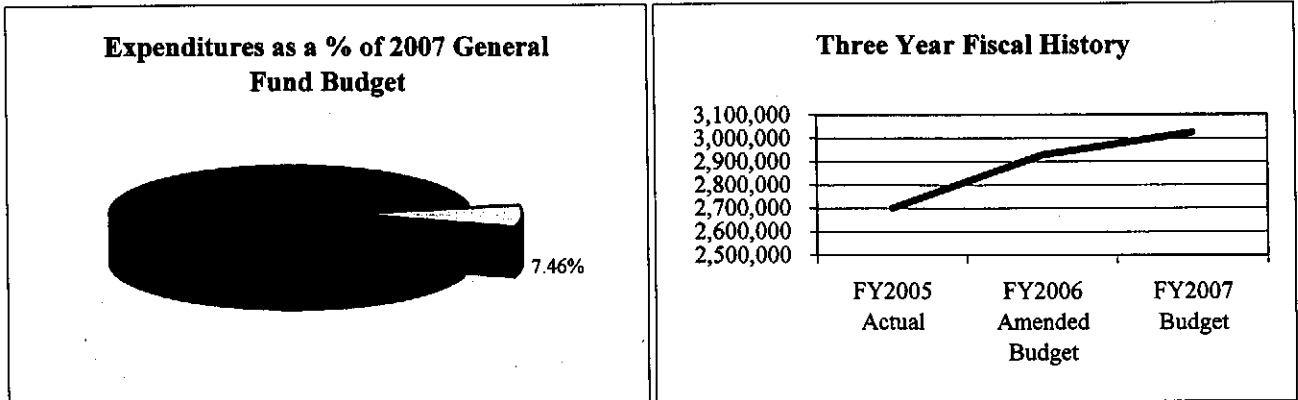 Expenditures as a % of 2007 General
Fund Budget
7.46%
Three Year Fiscal History
3,100,000
3,000,000
2,900,000
2,800,000
2,700,000
2,600,000
2,500,000
FY2005 FY2006 FY2007
Actual Amended Budget
Budget